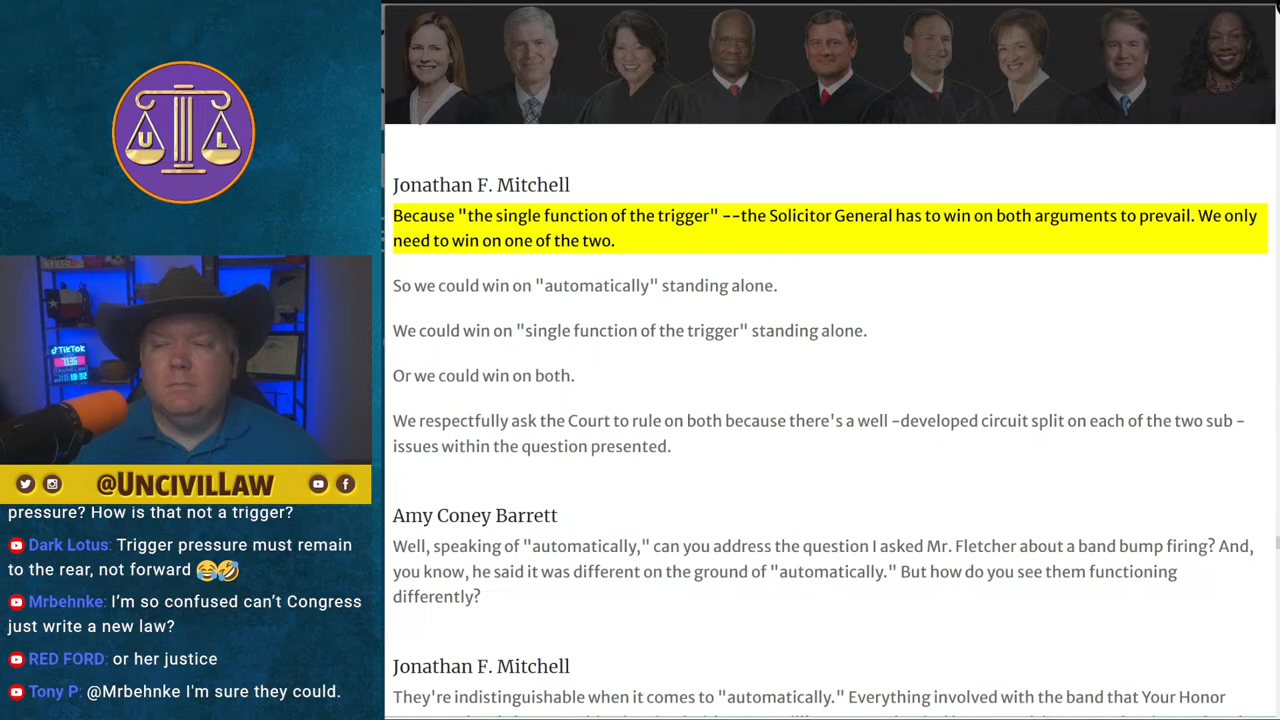 U L
TikTok
@UNCIVILLAW
pressure? How is that not a trigger?
Dark Lotus: Trigger pressure must remain
to the rear, not forward 😂🤣
Mrbehnke: I’m so confused can’t Congress
just write a new law?
RED FORD: or her justice
Tony P: @Mrbehnke I'm sure they could.
Jonathan F. Mitchell
Because "the single function of the trigger" --the Solicitor General has to win on both arguments to prevail. We only
need to win on one of the two.
So we could win on "automatically" standing alone.
We could win on "single function of the trigger" standing alone.
Or we could win on both.
We respectfully ask the Court to rule on both because there's a well -developed circuit split on each of the two sub -
issues within the question presented.
Amy Coney Barrett
Well, speaking of "automatically," can you address the question I asked Mr. Fletcher about a band bump firing? And,
you know, he said it was different on the ground of "automatically." But how do you see them functioning
differently?
Jonathan F. Mitchell
They're indistinguishable when it comes to "automatically." Everything involved with the band that Your Honor